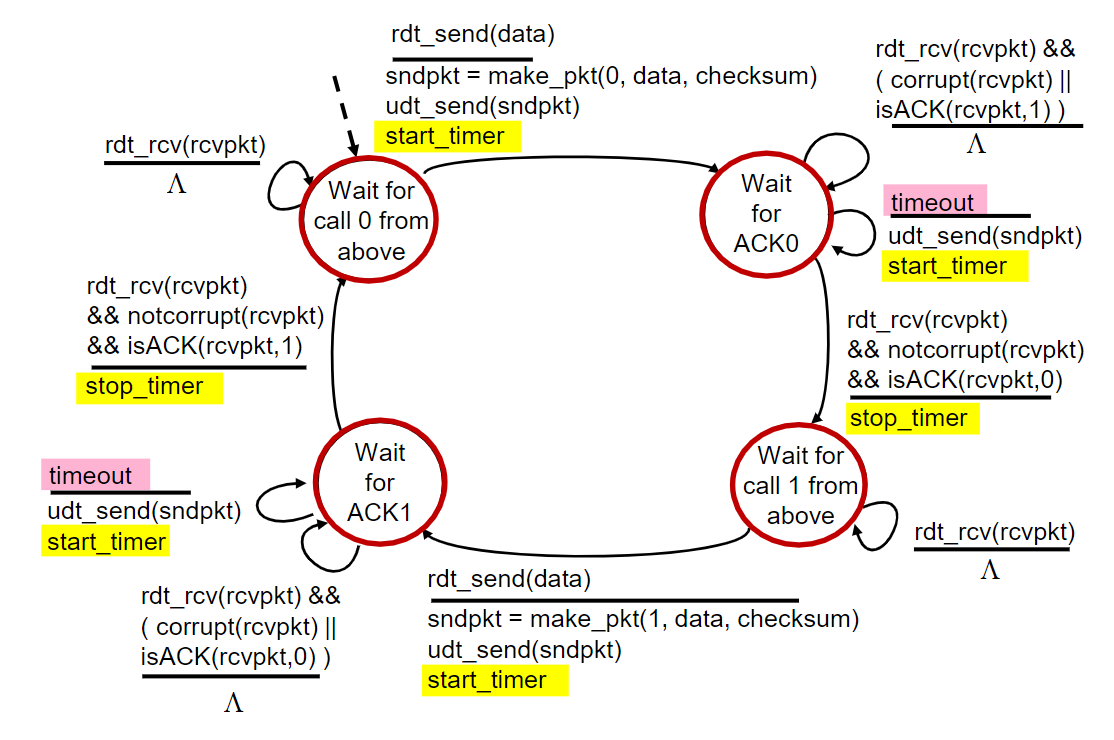 rdt_send(data)
sndpkt = make_pkt(0, data, checksum)
udt_send(sndpkt)
start_timer
rdt_rcv(rcvpkt) &&
( corrupt(rcvpkt) ||
isACK(rcvpkt,1) )
Λ
rdt_rcv(rcvpkt)
Λ
Wait for
call 0 from
above
Wait
for
ACK0
timeout
udt_send(sndpkt)
start_timer
rdt_rcv(rcvpkt)
&& notcorrupt(rcvpkt)
&& isACK(rcvpkt,1)
stop_timer
rdt_rcv(rcvpkt)
&& notcorrupt(rcvpkt)
&& isACK(rcvpkt,0)
stop_timer
Wait
for
ACK1
Wait for
call 1 from
above
timeout
udt_send(sndpkt)
start_timer
rdt_rcv(rcvpkt)
Λ
rdt_rcv(rcvpkt) &&
( corrupt(rcvpkt) ||
isACK(rcvpkt,0) )
Λ
rdt_send(data)
sndpkt = make_pkt(1, data, checksum)
udt_send(sndpkt)
start_timer